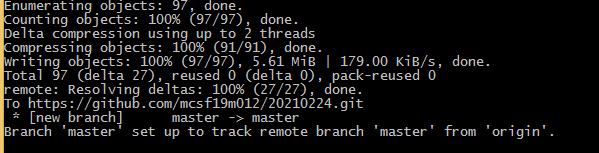 Enumerating objects: 97, done.
Counting objects: 100% (97/97), done.
Delta compression using up to 2 threads
Compressing objects: 100% (91/91), done.
Writing objects: 100% (97/97), 5.61 MiB | 179.00 KiB/s, done.
Total 97 (delta 27), reused 0 (delta 0), pack-reused 0
remote: Resolving deltas: 100% (27/27), done.
To https://github.com/mcsf19m012/20210224.git
 * [new branch]      master -> master
Branch 'master' set up to track remote branch 'master' from 'origin'.